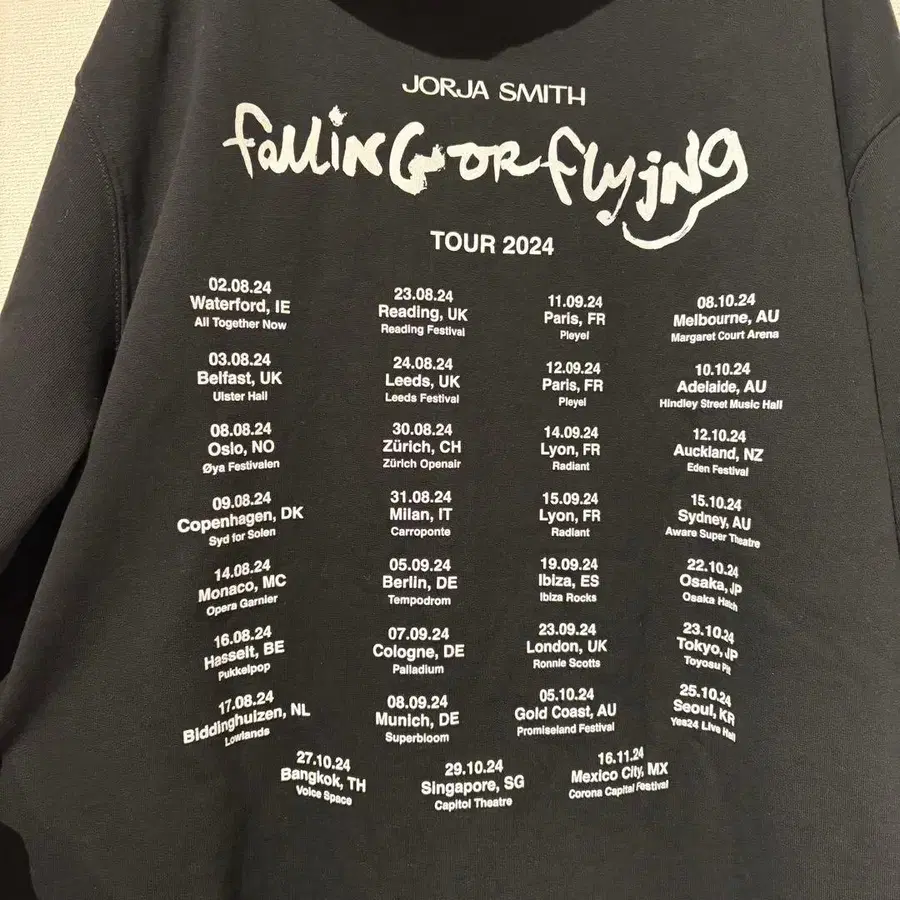 JORJA SMITH
falling or flying
TOUR 2024
02.08.24
Waterford, IE
All Together Now
03.08.24
Belfast, UK
Ulster Hall
08.08.24
Oslo, NO
Øya Festivalen
09.08.24
Copenhagen, DK
Syd for Solen
14.08.24
Monaco, MC
Opera Garnier
16.08.24
Hasselt, BE
Pukkelpop
17.08.24
Biddinghuizen, NL
Lowlands
23.08.24
Reading, UK
Reading Festival
24.08.24
Leeds, UK
Leeds Festival
30.08.24
Zürich, CH
Zürich Openair
31.08.24
Milan, IT
Carroponte
05.09.24
Berlin, DE
Tempodrom
07.09.24
Cologne, DE
Palladium
08.09.24
Munich, DE
Superbloom
11.09.24
Paris, FR
Pleyel
12.09.24
Paris, FR
Pleyel
14.09.24
Lyon, FR
Radiant
15.09.24
Lyon, FR
Radiant
19.09.24
Ibiza, ES
Ibiza Rocks
23.09.24
London, UK
Ronnie Scotts
05.10.24
Gold Coast, AU
Promiseland Festival
08.10.24
Melbourne, AU
Margaret Court Arena
10.10.24
Adelaide, AU
Hindley Street Music Hall
12.10.24
Auckland, NZ
Eden Festival
15.10.24
Sydney, AU
Aware Super Theatre
22.10.24
Osaka, JP
Osaka Hatch
23.10.24
Tokyo, JP
Toyosu Pit
25.10.24
Seoul, KR
Yes24 Live Hall
27.10.24
Bangkok, TH
Voice Space
29.10.24
Singapore, SG
Capitol Theatre
16.11.24
Mexico City, MX
Corona Capital Festival